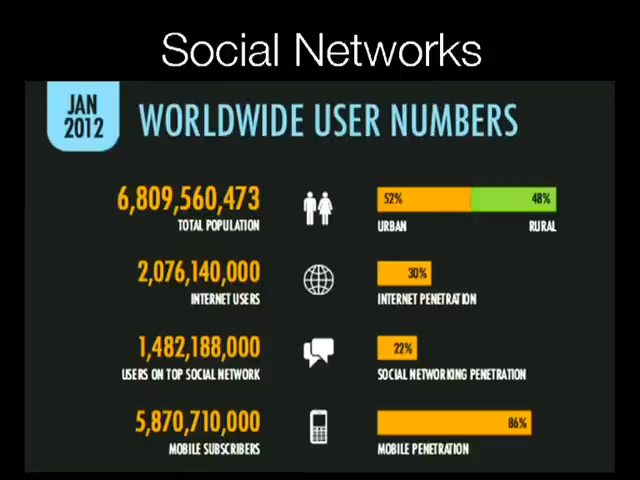 Social Networks
JAN
2012
WORLDWIDE USER NUMBERS
6,809,560,473
TOTAL POPULATION
52%
48%
URBAN
RURAL
2,076,140,000
INTERNET USERS
30%
INTERNET PENETRATION
1,482,188,000
USERS ON TOP SOCIAL NETWORK
22%
SOCIAL NETWORKING PENETRATION
5,870,710,000
MOBILE SUBSCRIBERS
86%
MOBILE PENETRATION